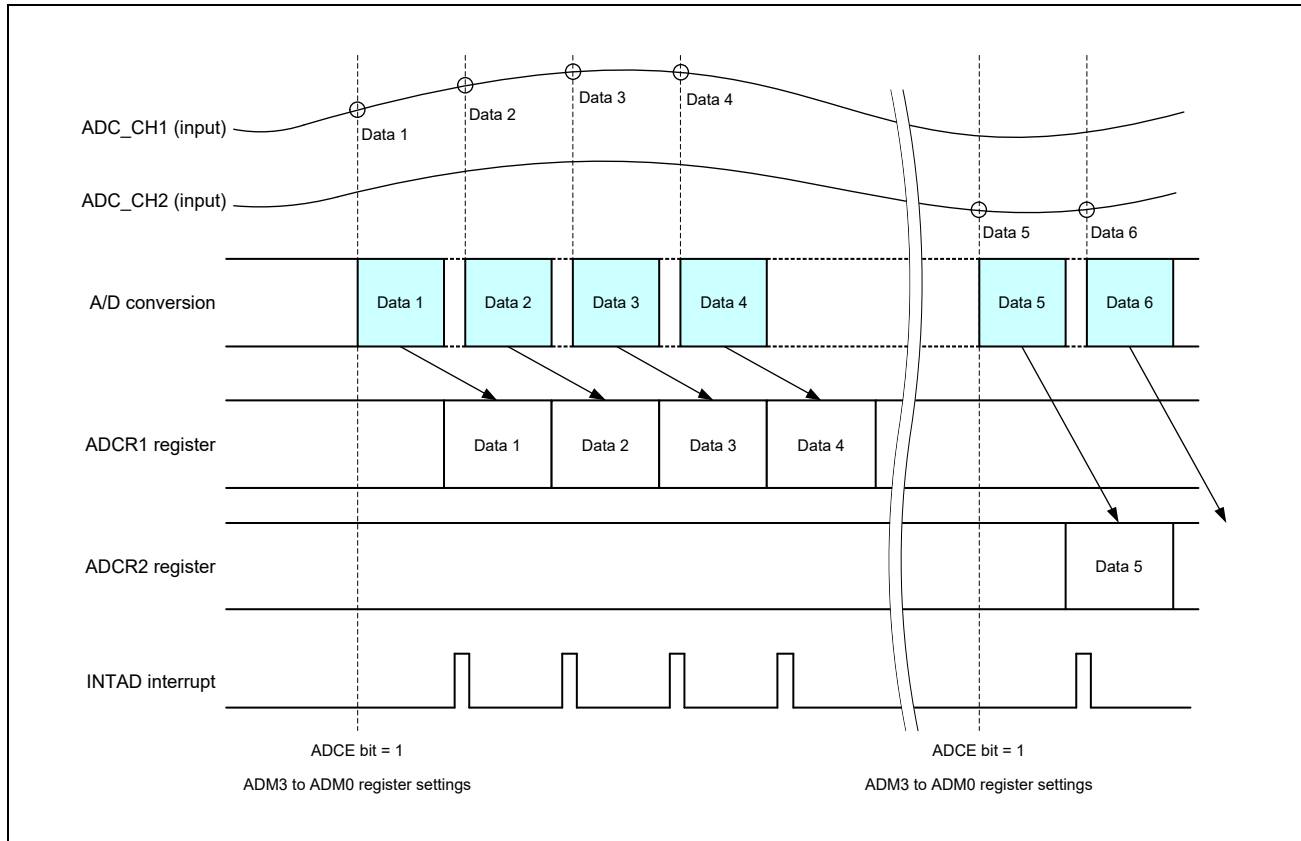 ADC_CH1 (input)
Data 1
Data 2
Data 3
Data 4
ADC_CH2 (input)
Data 5
Data 6
A/D conversion
Data 1
Data 2
Data 3
Data 4
Data 5
Data 6
ADCR1 register
Data 1
Data 2
Data 3
Data 4
ADCR2 register
Data 5
INTAD interrupt
ADCE bit = 1
ADM3 to ADM0 register settings
ADCE bit = 1
ADM3 to ADM0 register settings